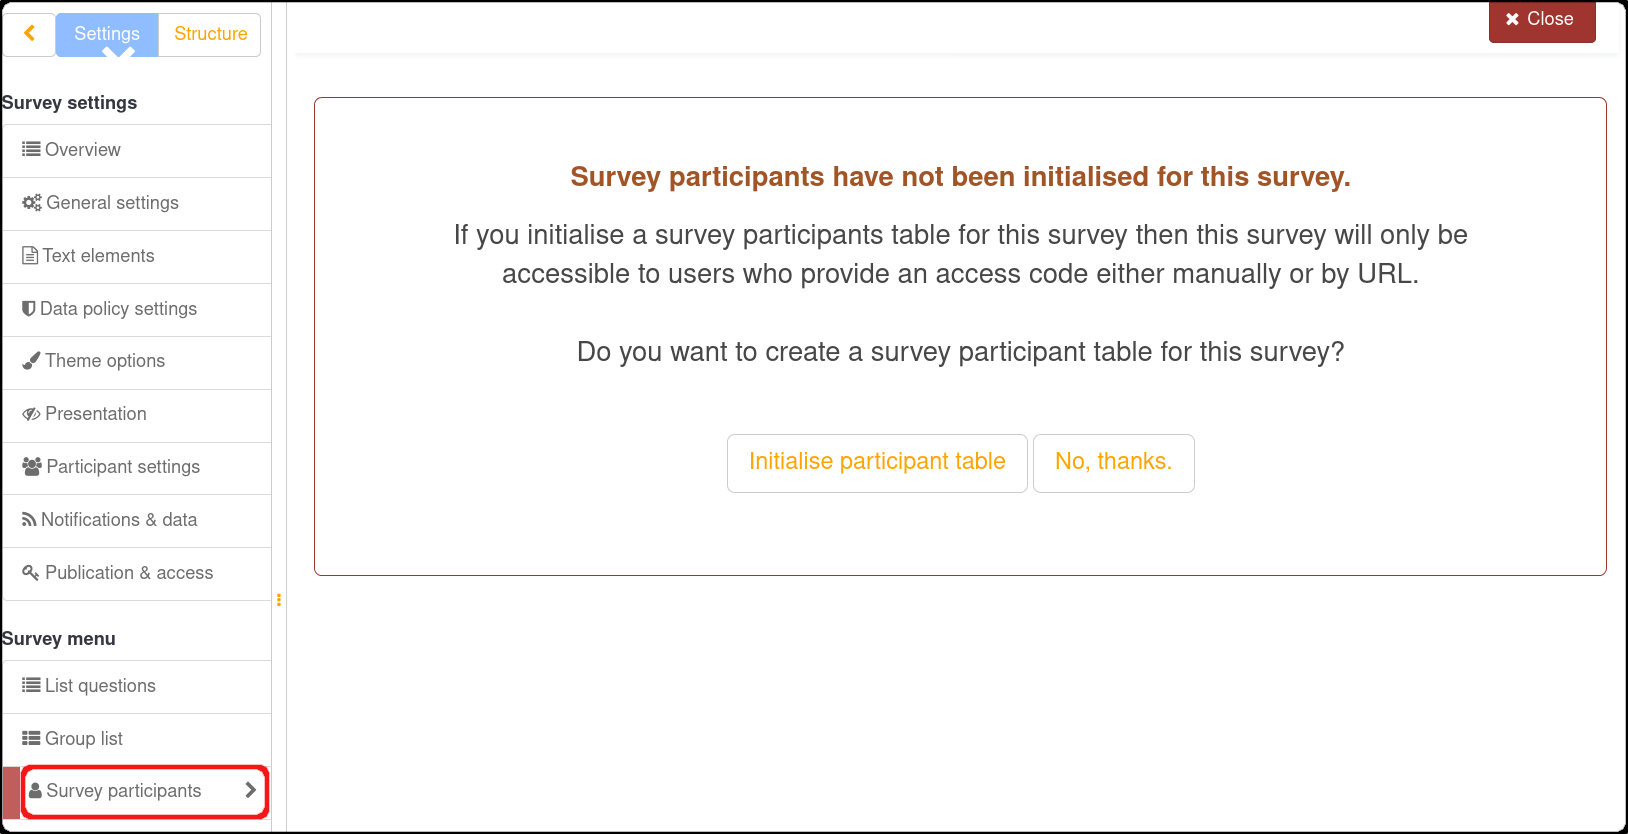 Settings
Structure
Close
Survey settings
Overview
General settings
Text elements
Data policy settings
Theme options
Presentation
Participant settings
Notifications & data
Publication & access
Survey menu
List questions
Group list
Survey participants
Survey participants have not been initialised for this survey.
If you initialise a survey participants table for this survey then this survey will only be
accessible to users who provide an access code either manually or by URL.
Do you want to create a survey participant table for this survey?
Initialise participant table
No, thanks.